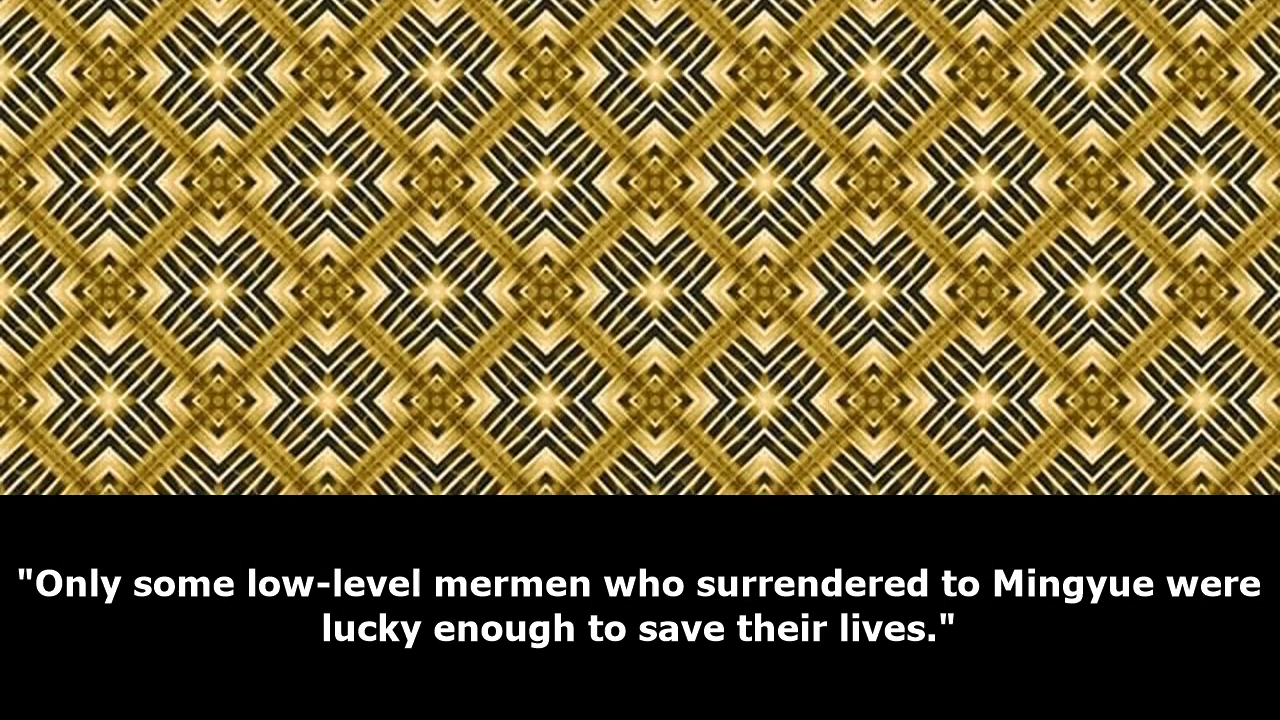 "Only some low-level mermen who surrendered to Mingyue were
lucky enough to save their lives."